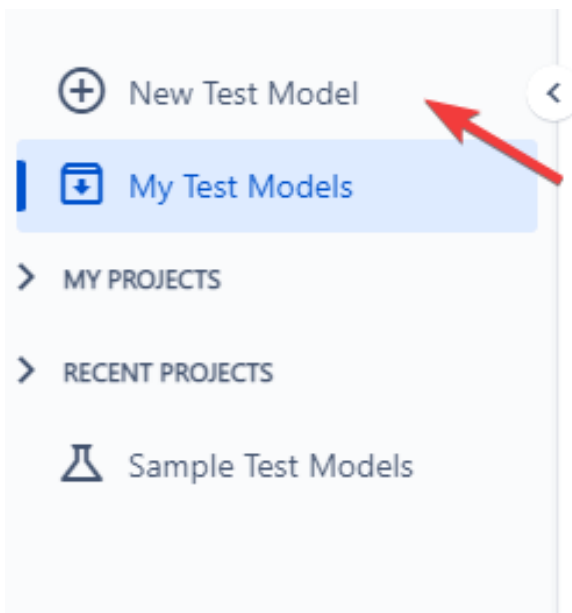 New Test Model
My Test Models
MY PROJECTS
RECENT PROJECTS
Sample Test Models